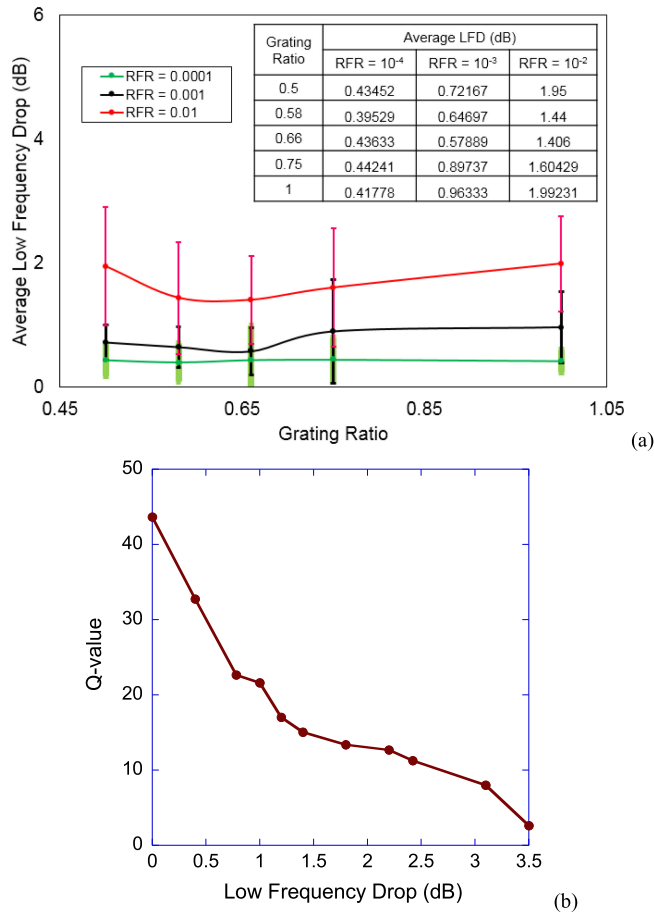 6
4
2
0
Average Low Frequency Drop (dB)
RFR = 0.0001
RFR = 0.001
RFR = 0.01
Grating Ratio
Average LFD (dB)
RFR = 10-4 RFR = 10-3 RFR = 10-2
0.5 0.43452 0.72167 1.95
0.58 0.39529 0.64697 1.44
0.66 0.43633 0.57889 1.406
0.75 0.44241 0.89737 1.60429
1 0.41778 0.96333 1.99231
0.45 0.65 0.85 1.05
Grating Ratio
(a)
50
40
30
20
10
0
Q-value
0 0.5 1 1.5 2 2.5 3 3.5
Low Frequency Drop (dB)
(b)